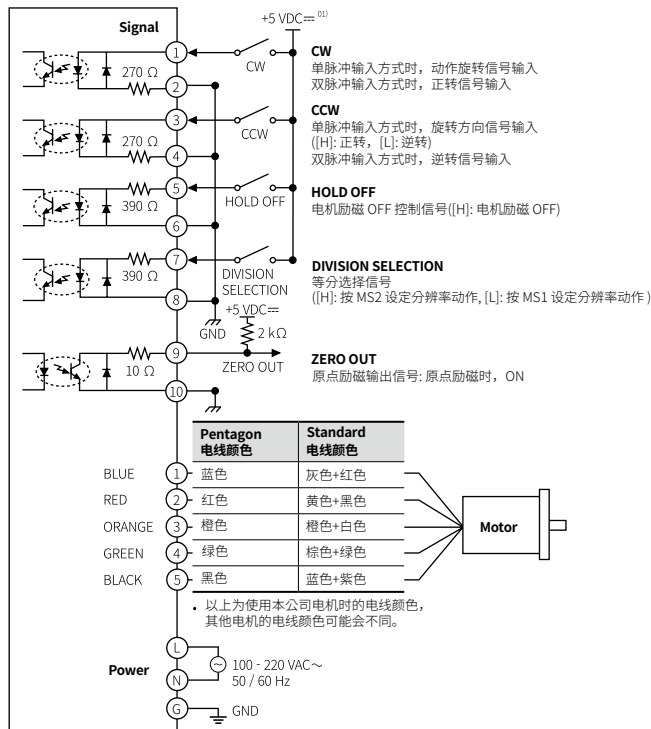 Signal
+5 VDC⎓ 01)
1
CW
270 Ω
2
CW
单脉冲输入方式时，动作旋转信号输入
双脉冲输入方式时，正转信号输入
3
CCW
270 Ω
4
CCW
单脉冲输入方式时，旋转方向信号输入
([H]: 正转，[L]: 逆转)
双脉冲输入方式时，逆转信号输入
5
HOLD OFF
390 Ω
6
HOLD OFF
电机励磁 OFF 控制信号([H]: 电机励磁 OFF)
7
390 Ω
DIVISION
SELECTION
8
DIVISION SELECTION
等分选择信号
([H]: 按 MS2 设定分辨率动作, [L]: 按 MS1 设定分辨率动作 )
+5 VDC⎓
GND
2 kΩ
9
ZERO OUT
10 Ω
10
ZERO OUT
原点励磁输出信号: 原点励磁时，ON
Pentagon Standard
电线颜色 电线颜色
BLUE 1 蓝色 灰色+红色
RED 2 红色 黄色+黑色
ORANGE 3 橙色 橙色+白色
GREEN 4 绿色 棕色+绿色
BLACK 5 黑色 蓝色+紫色
Motor
• 以上为使用本公司电机时的电线颜色，
其他电机的电线颜色可能会不同。
Power
L
N
100 - 220 VAC～
50 / 60 Hz
G
GND